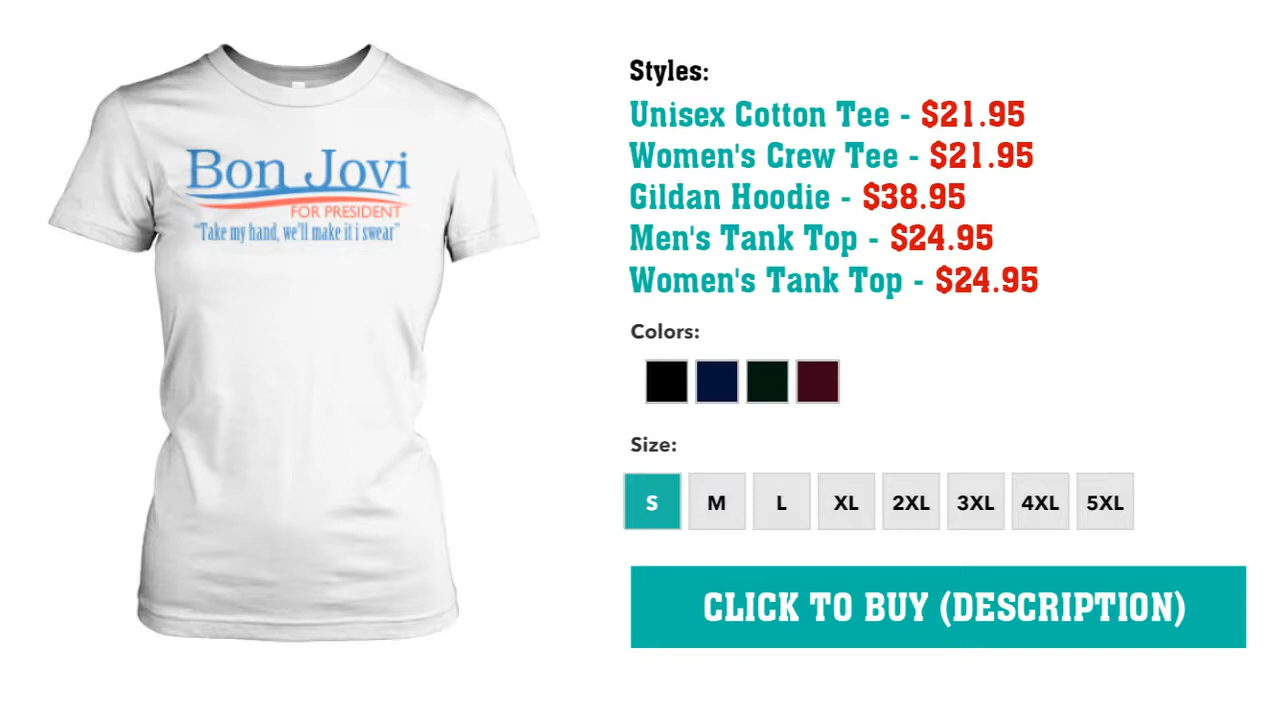 Bon Jovi
FOR PRESIDENT
“Take my hand, we'll make it i swear”
Styles:
Unisex Cotton Tee - $21.95
Women's Crew Tee - $21.95
Gildan Hoodie - $38.95
Men's Tank Top - $24.95
Women's Tank Top - $24.95
Colors:
Size:
S M L XL 2XL 3XL 4XL 5XL
CLICK TO BUY (DESCRIPTION)